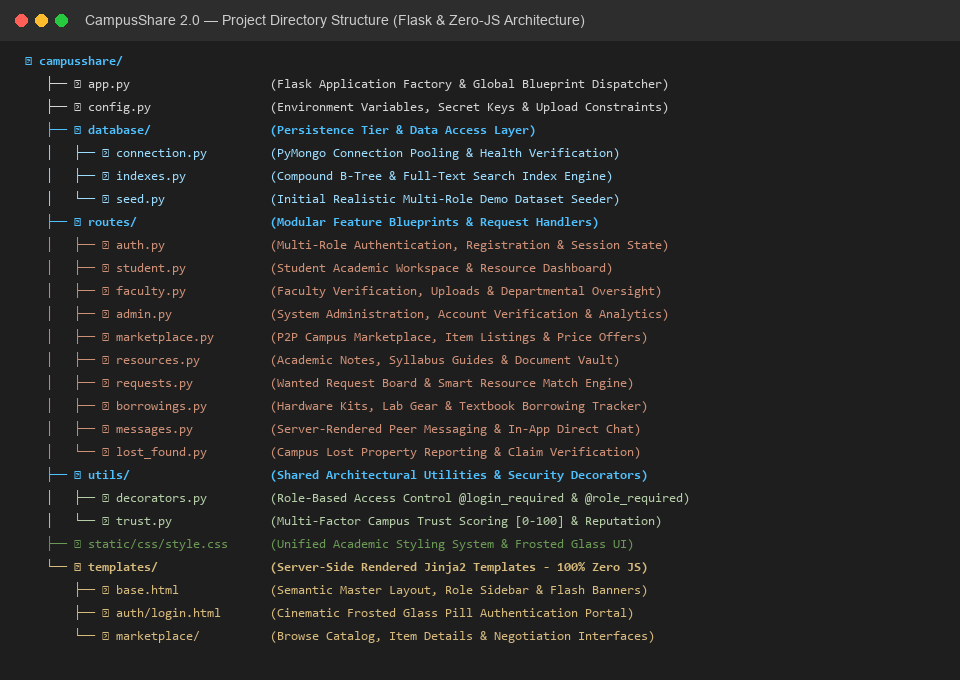 CampusShare 2.0 — Project Directory Structure (Flask & Zero-JS Architecture)
campusshare/
├── app.py (Flask Application Factory & Global Blueprint Dispatcher)
├── config.py (Environment Variables, Secret Keys & Upload Constraints)
├── database/ (Persistence Tier & Data Access Layer)
│   ├── connection.py (PyMongo Connection Pooling & Health Verification)
│   ├── indexes.py (Compound B-Tree & Full-Text Search Index Engine)
│   └── seed.py (Initial Realistic Multi-Role Demo Dataset Seeder)
├── routes/ (Modular Feature Blueprints & Request Handlers)
│   ├── auth.py (Multi-Role Authentication, Registration & Session State)
│   ├── student.py (Student Academic Workspace & Resource Dashboard)
│   ├── faculty.py (Faculty Verification, Uploads & Departmental Oversight)
│   ├── admin.py (System Administration, Account Verification & Analytics)
│   ├── marketplace.py (P2P Campus Marketplace, Item Listings & Price Offers)
│   ├── resources.py (Academic Notes, Syllabus Guides & Document Vault)
│   ├── requests.py (Wanted Request Board & Smart Resource Match Engine)
│   ├── borrowings.py (Hardware Kits, Lab Gear & Textbook Borrowing Tracker)
│   ├── messages.py (Server-Rendered Peer Messaging & In-App Direct Chat)
│   └── lost_found.py (Campus Lost Property Reporting & Claim Verification)
├── utils/ (Shared Architectural Utilities & Security Decorators)
│   ├── decorators.py (Role-Based Access Control @login_required & @role_required)
│   └── trust.py (Multi-Factor Campus Trust Scoring [0-100] & Reputation)
├── static/css/style.css (Unified Academic Styling System & Frosted Glass UI)
└── templates/ (Server-Side Rendered Jinja2 Templates - 100% Zero JS)
    ├── base.html (Semantic Master Layout, Role Sidebar & Flash Banners)
    ├── auth/login.html (Cinematic Frosted Glass Pill Authentication Portal)
    └── marketplace/ (Browse Catalog, Item Details & Negotiation Interfaces)